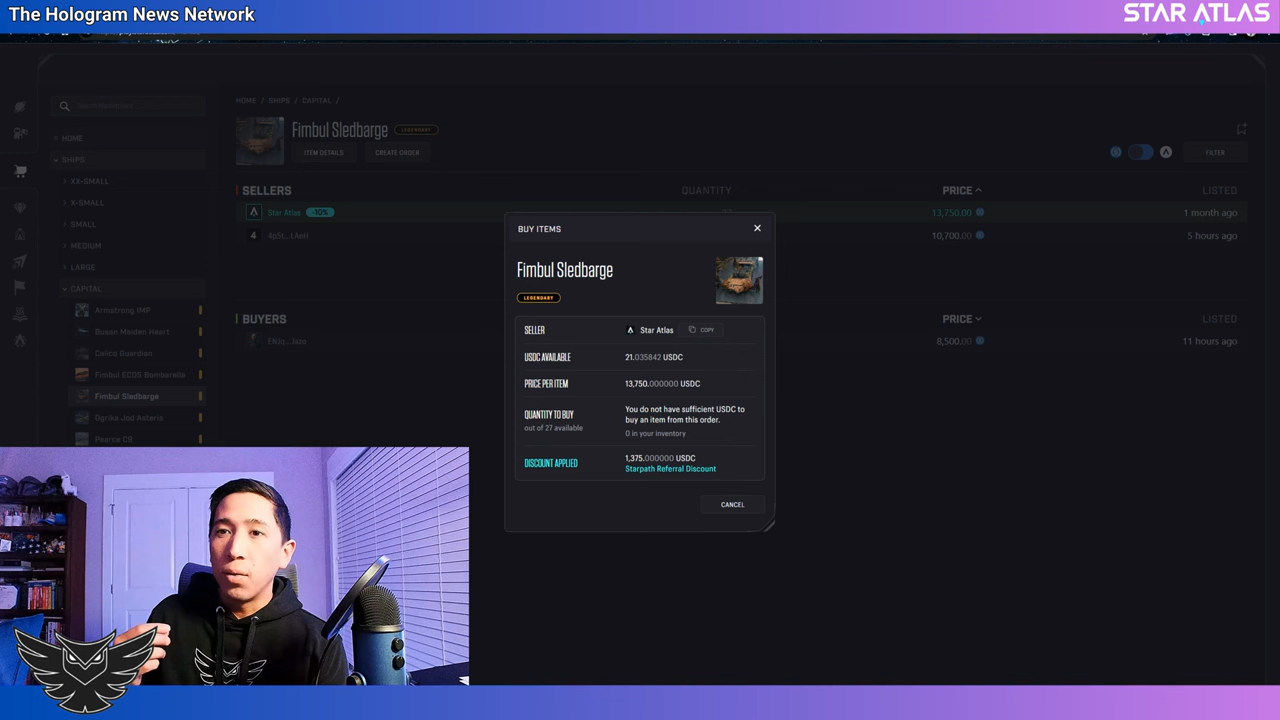 The Hologram News Network
STAR ATLAS
HOME / SHIPS / CAPITAL /
Fimbul Sledbarge
LEGENDARY
ITEM DETAILS
CREATE ORDER
FILTER
HOME
SHIPS
XX-SMALL
X-SMALL
SMALL
MEDIUM
LARGE
CAPITAL
Armstrong IMP
Busan Maiden Heart
Calico Guardian
Fimbul ECOS Bombarella
Fimbul Sledbarge
Ogrika Jod Asteris
Pearce C9
SELLERS QUANTITY PRICE LISTED
Star Atlas -10% 13,750.00 1 month ago
4 10,700.00 5 hours ago
BUYERS PRICE LISTED
8,500.00 11 hours ago
BUY ITEMS
Fimbul Sledbarge
LEGENDARY
SELLER Star Atlas COPY
USDC AVAILABLE 21.035842 USDC
PRICE PER ITEM 13,750.000000 USDC
QUANTITY TO BUY
out of 27 available
You do not have sufficient USDC to
buy an item from this order.
0 in your inventory
DISCOUNT APPLIED 1,375.000000 USDC
Starpath Referral Discount
CANCEL